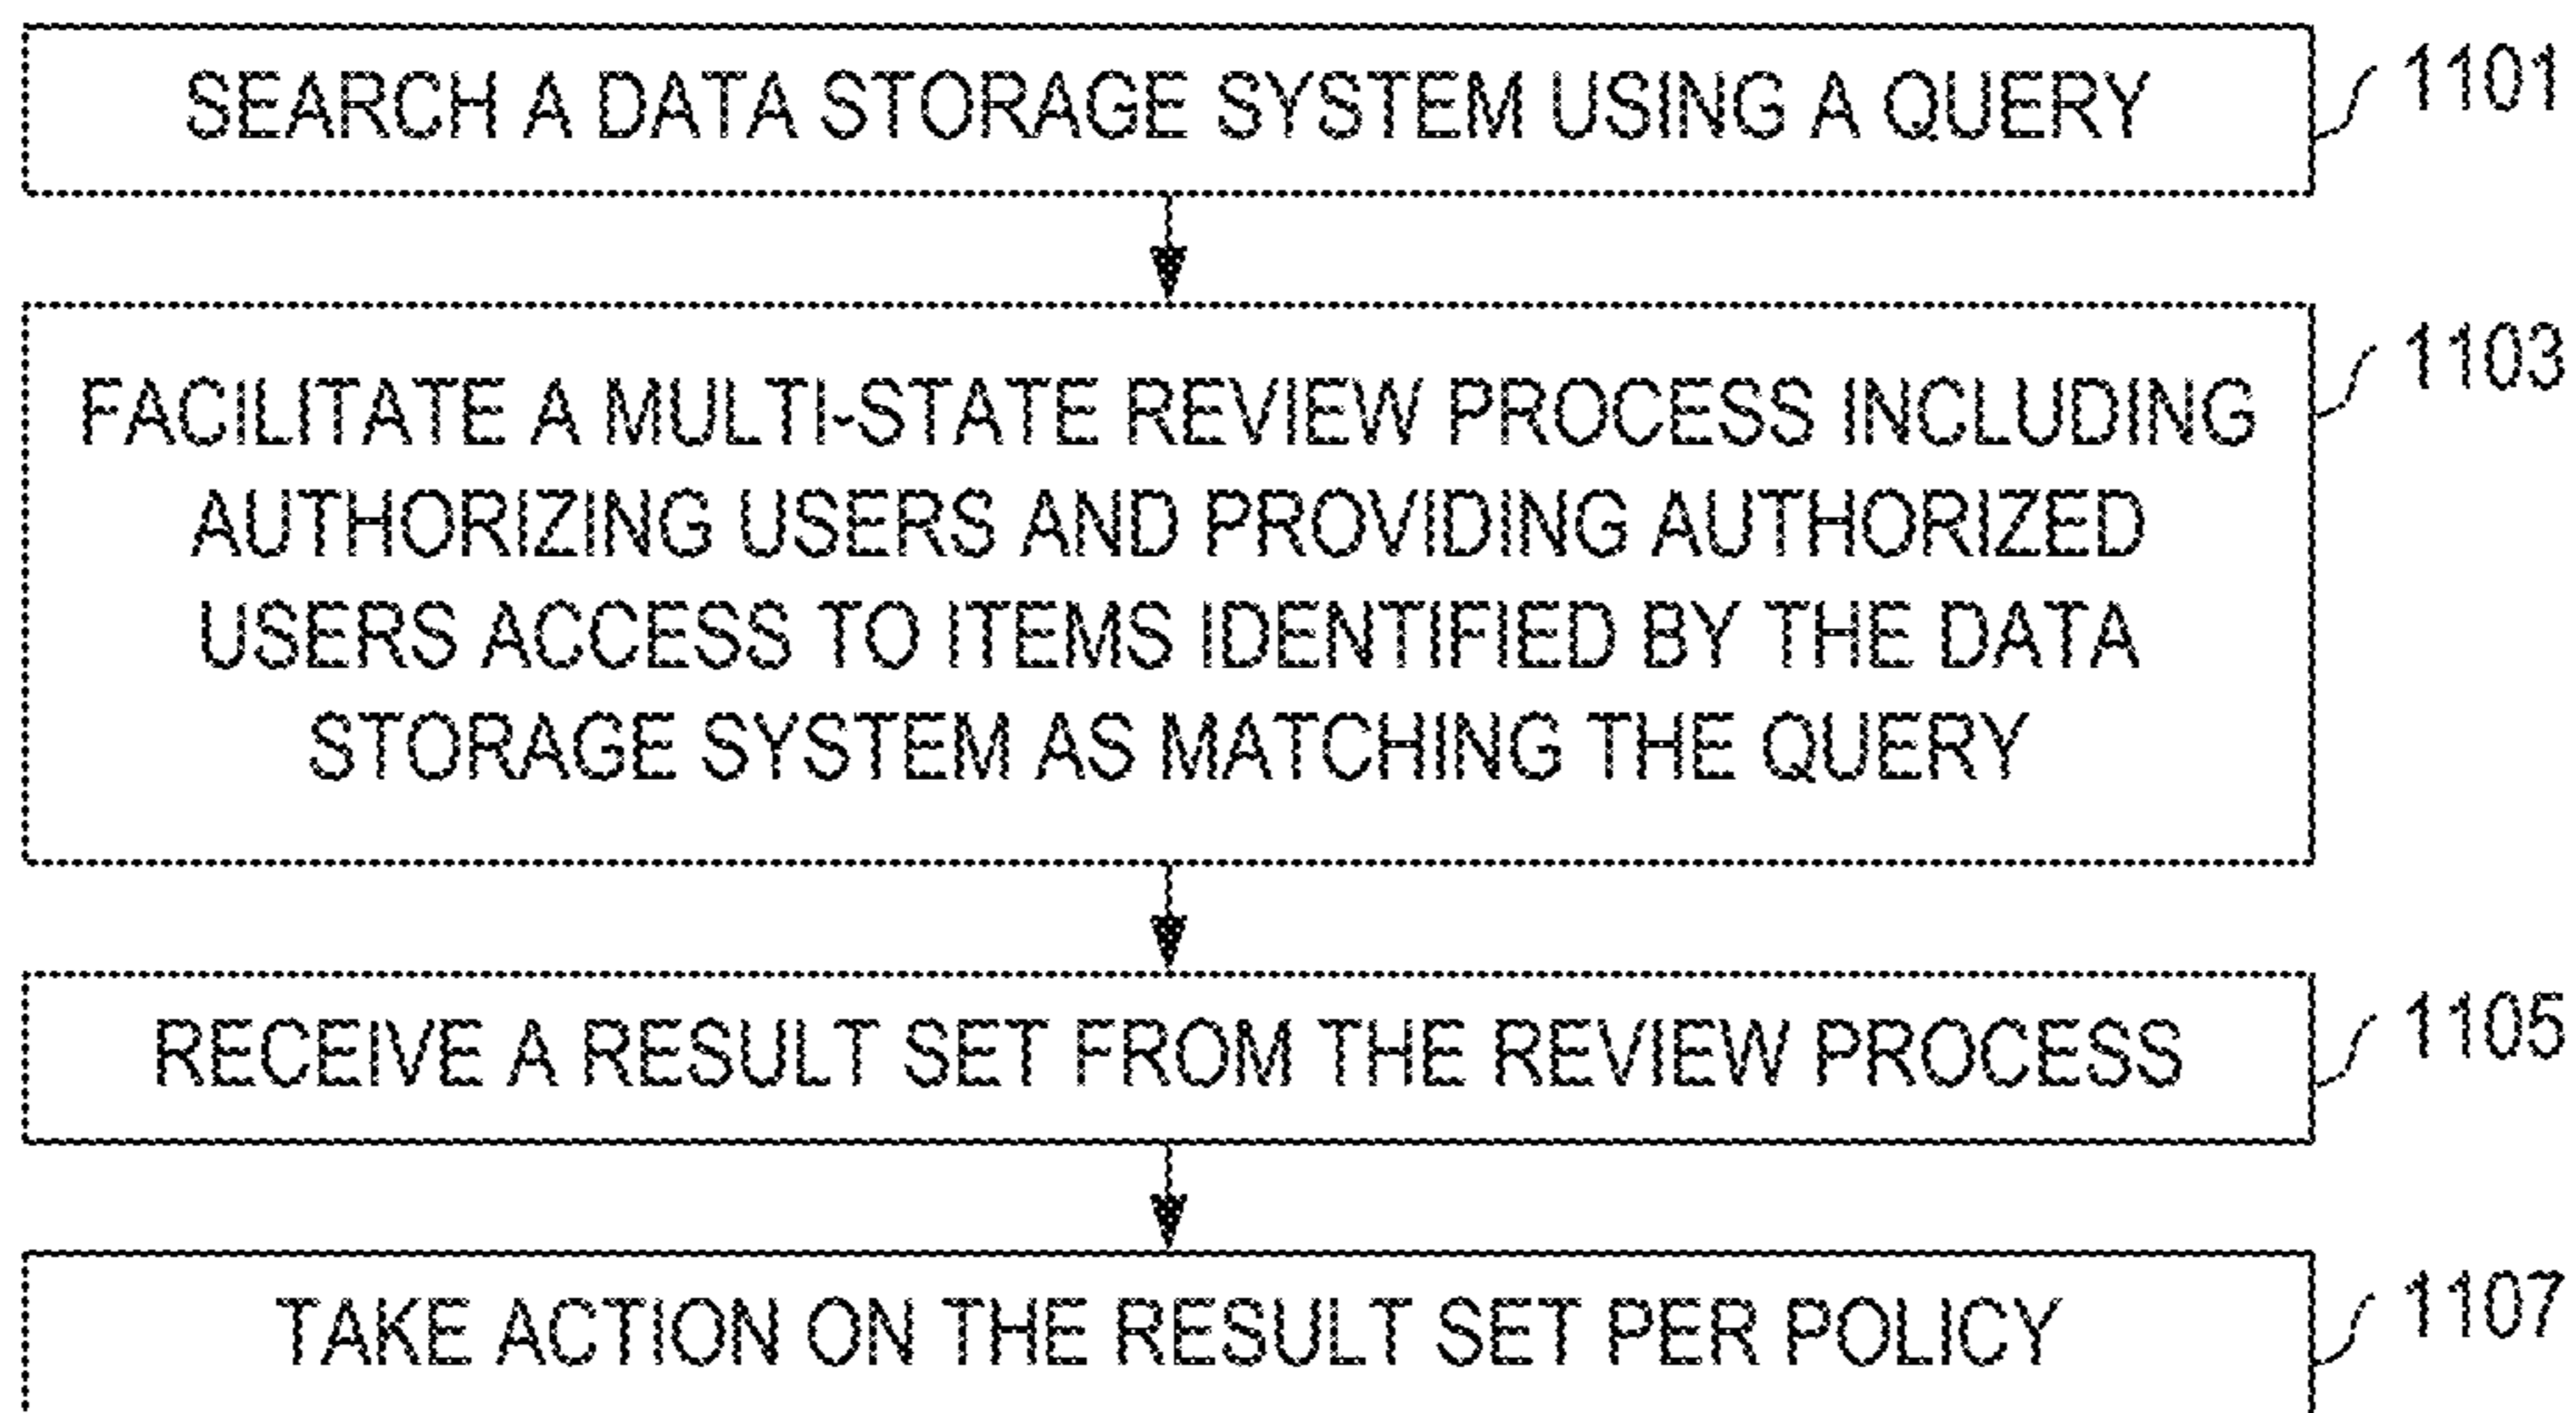 SEARCH A DATA STORAGE SYSTEM USING A QUERY
1101
FACILITATE A MULTI-STATE REVIEW PROCESS INCLUDING
AUTHORIZING USERS AND PROVIDING AUTHORIZED
USERS ACCESS TO ITEMS IDENTIFIED BY THE DATA
STORAGE SYSTEM AS MATCHING THE QUERY
1103
RECEIVE A RESULT SET FROM THE REVIEW PROCESS
1105
TAKE ACTION ON THE RESULT SET PER POLICY
1107